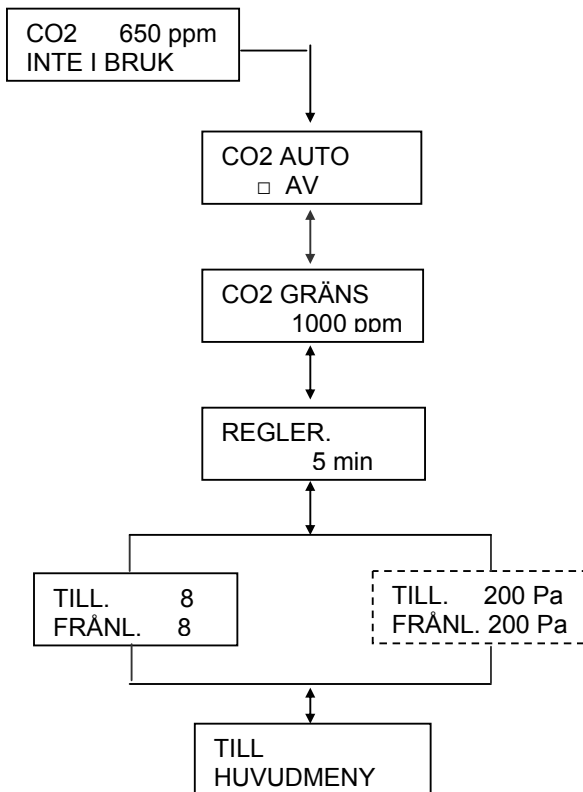 CO2 650 ppm
INTE I BRUK
CO2 AUTO
□ AV
CO2 GRÄNS
1000 ppm
REGLER.
5 min
TILL. 8
FRÅNL. 8
TILL. 200 Pa
FRÅNL. 200 Pa
TILL
HUVUDMENY